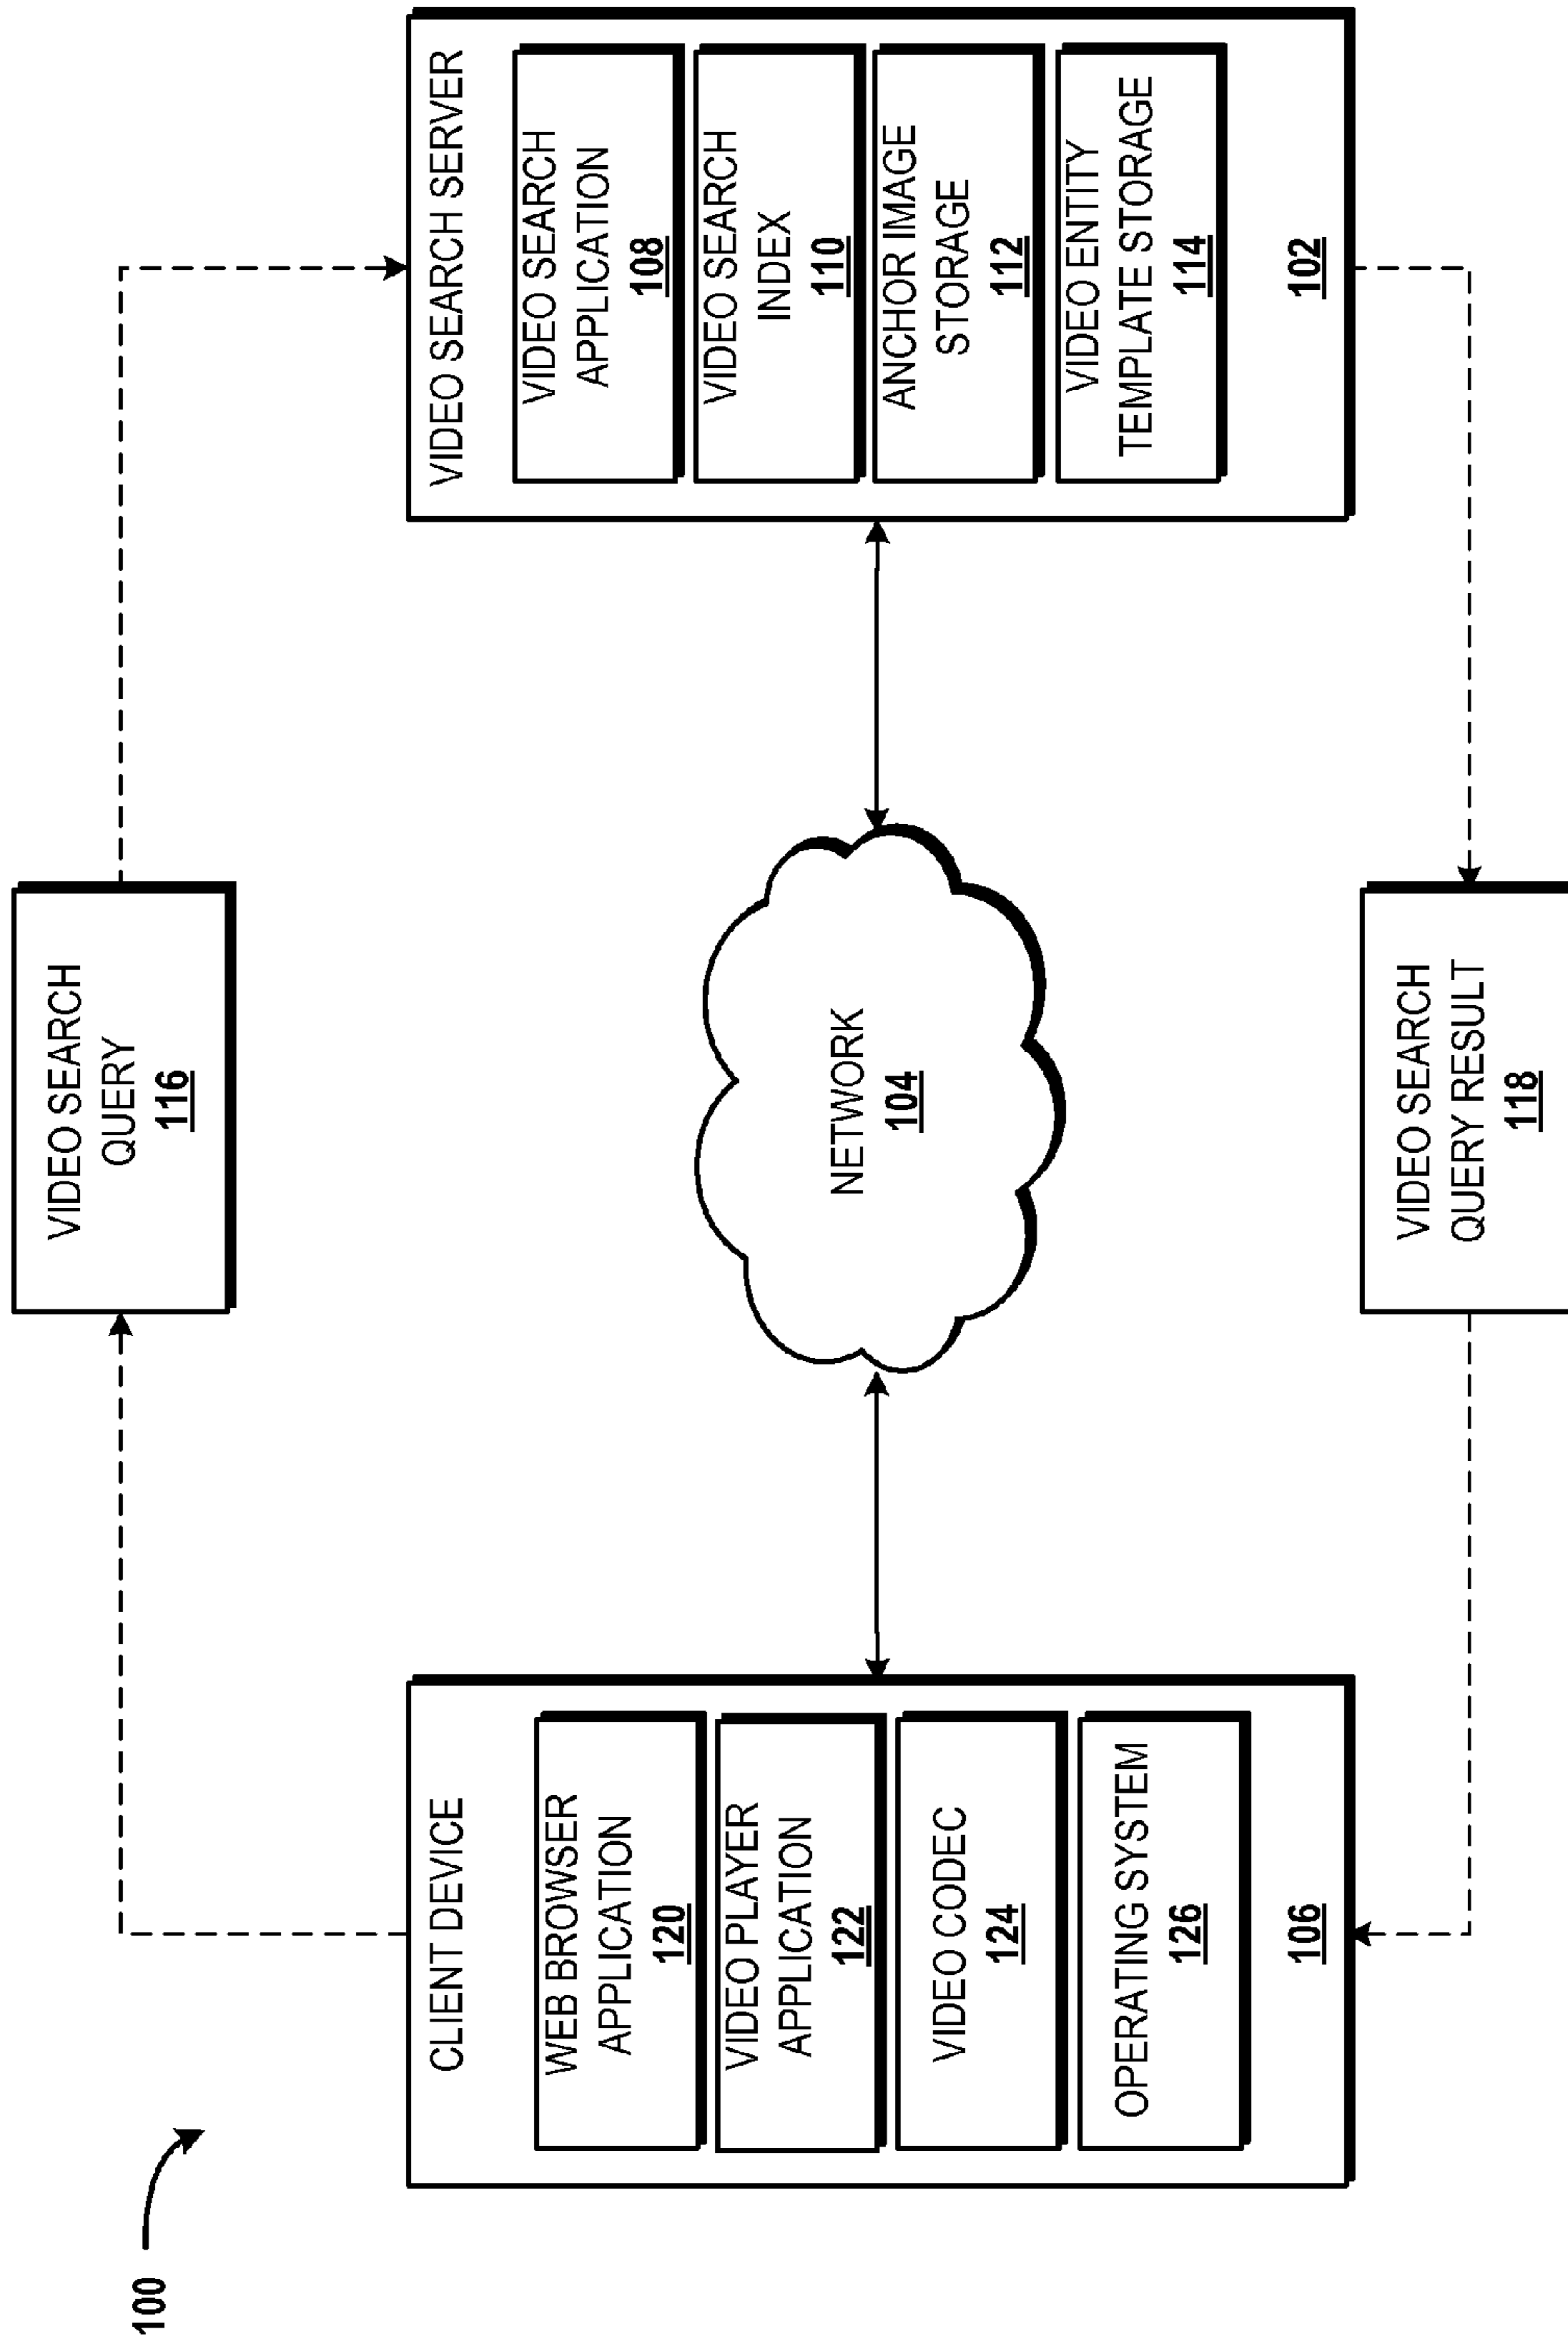 100
VIDEO SEARCH
QUERY
116
CLIENT DEVICE
WEB BROWSER
APPLICATION
120
VIDEO PLAYER
APPLICATION
122
VIDEO CODEC
124
OPERATING SYSTEM
126
106
NETWORK
104
VIDEO SEARCH SERVER
VIDEO SEARCH
APPLICATION
108
VIDEO SEARCH
INDEX
110
ANCHOR IMAGE
STORAGE
112
VIDEO ENTITY
TEMPLATE STORAGE
114
102
VIDEO SEARCH
QUERY RESULT
118